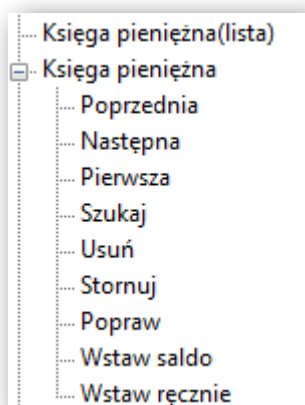 Księga pieniężna(lista)
Księga pieniężna
Poprzednia
Następna
Pierwsza
Szukaj
Usuń
Stornuj
Popraw
Wstaw saldo
Wstaw ręcznie